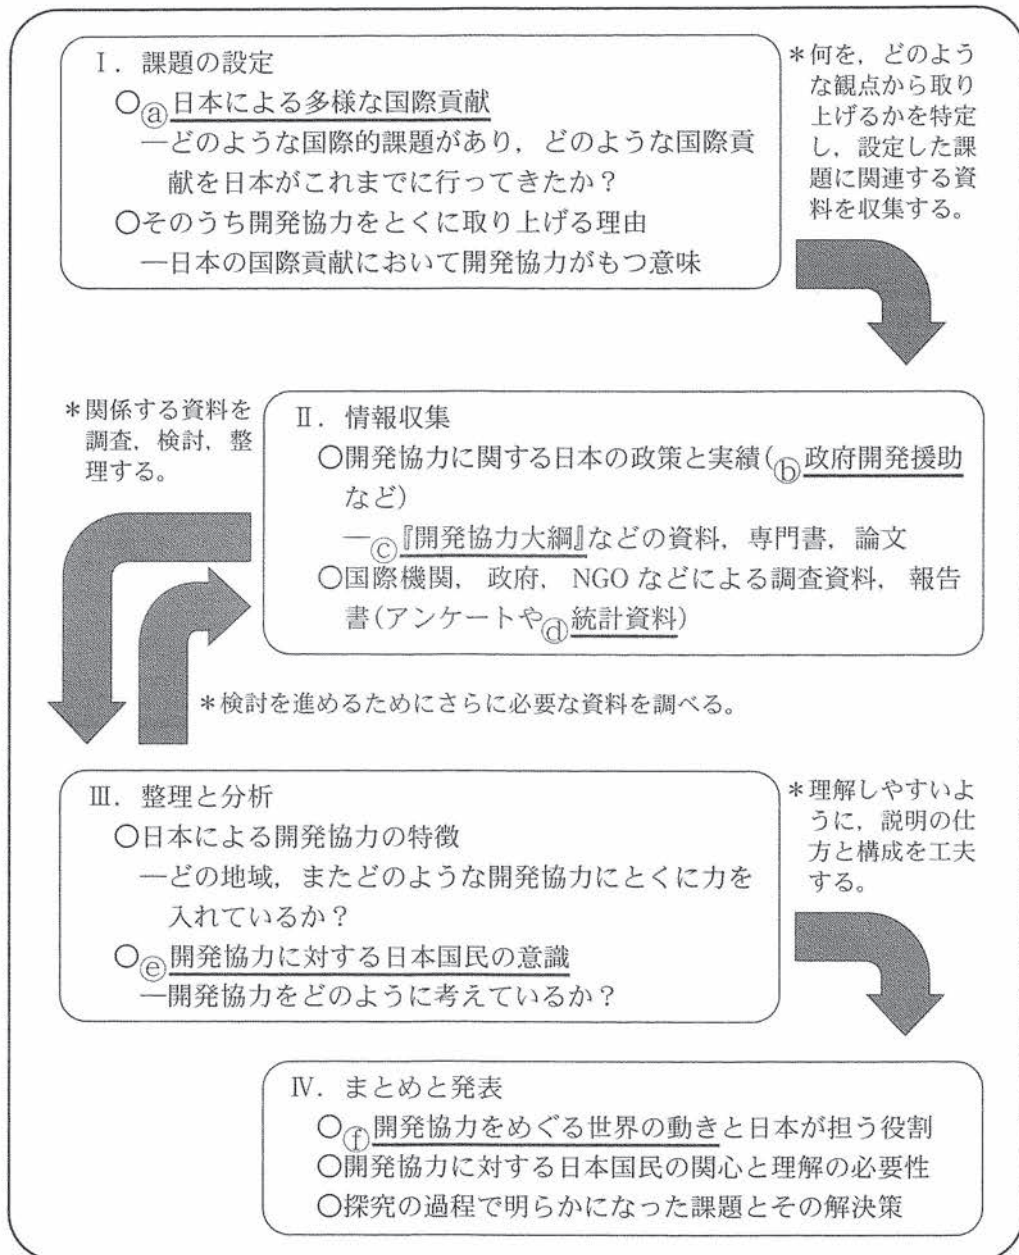 Ⅰ．課題の設定
○ⓐ日本による多様な国際貢献
―どのような国際的課題があり，どのような国際貢
献を日本がこれまでに行ってきたか？
○そのうち開発協力をとくに取り上げる理由
―日本の国際貢献において開発協力がもつ意味
＊何を，どのよう
な観点から取り
上げるかを特定
し，設定した課
題に関連する資
料を収集する。
＊関係する資料を
調査，検討，整
理する。
Ⅱ．情報収集
○開発協力に関する日本の政策と実績(ⓑ政府開発援助
など)
―ⓒ『開発協力大綱』などの資料，専門書，論文
○国際機関，政府，NGO などによる調査資料，報告
書(アンケートやⓓ統計資料)
＊検討を進めるためにさらに必要な資料を調べる。
Ⅲ．整理と分析
○日本による開発協力の特徴
―どの地域，またどのような開発協力にとくに力を
入れているか？
○ⓔ開発協力に対する日本国民の意識
―開発協力をどのように考えているか？
＊理解しやすいよ
うに，説明の仕
方と構成を工夫
する。
Ⅳ．まとめと発表
○ⓕ開発協力をめぐる世界の動きと日本が担う役割
○開発協力に対する日本国民の関心と理解の必要性
○探究の過程で明らかになった課題とその解決策